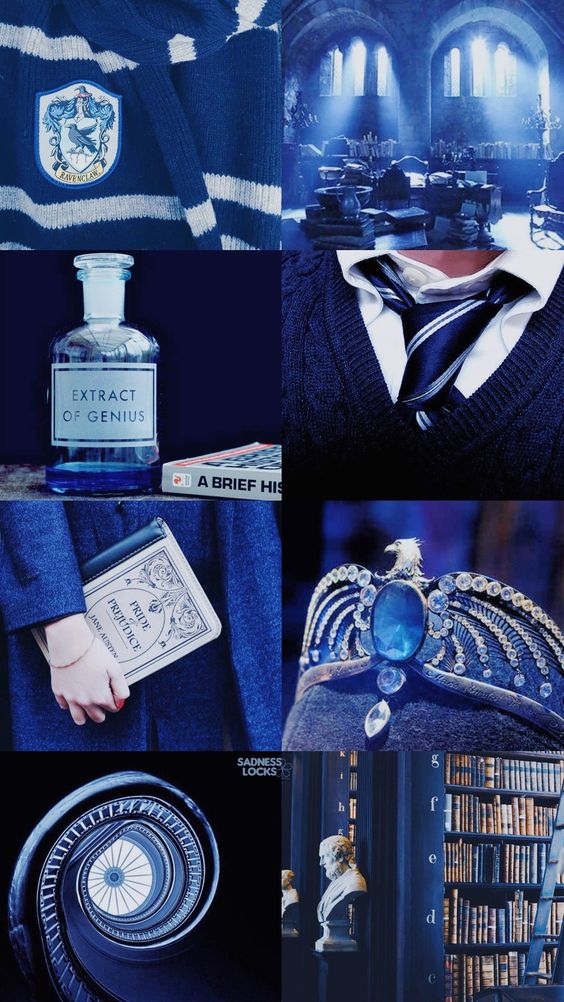 RAVENCLAW
EXTRACT
OF GENIUS
A BRIEF HIS
PRIDE
&
PREJUDICE
JANE AUSTEN
SADNESS
LOCKS
k
i
h
g
g
f
e
d
c